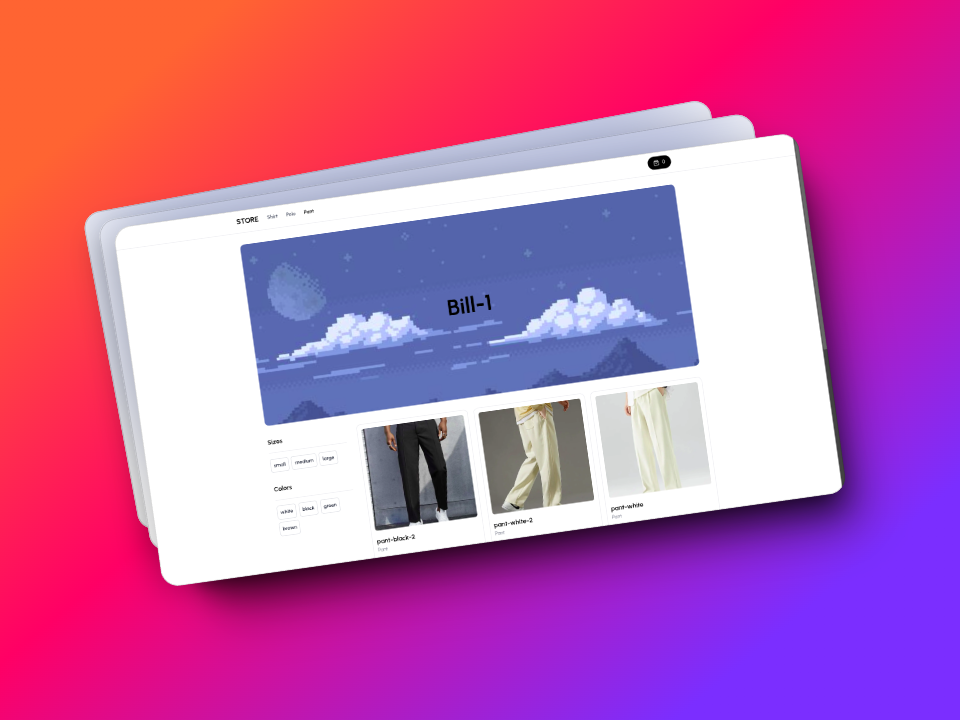 STORE Shirt Polo Pant
0
Bill-1
Sizes
small medium large
Colors
white black green
brown
pant-black-2
Pant
pant-white-2
Pant
pant-white
Pant